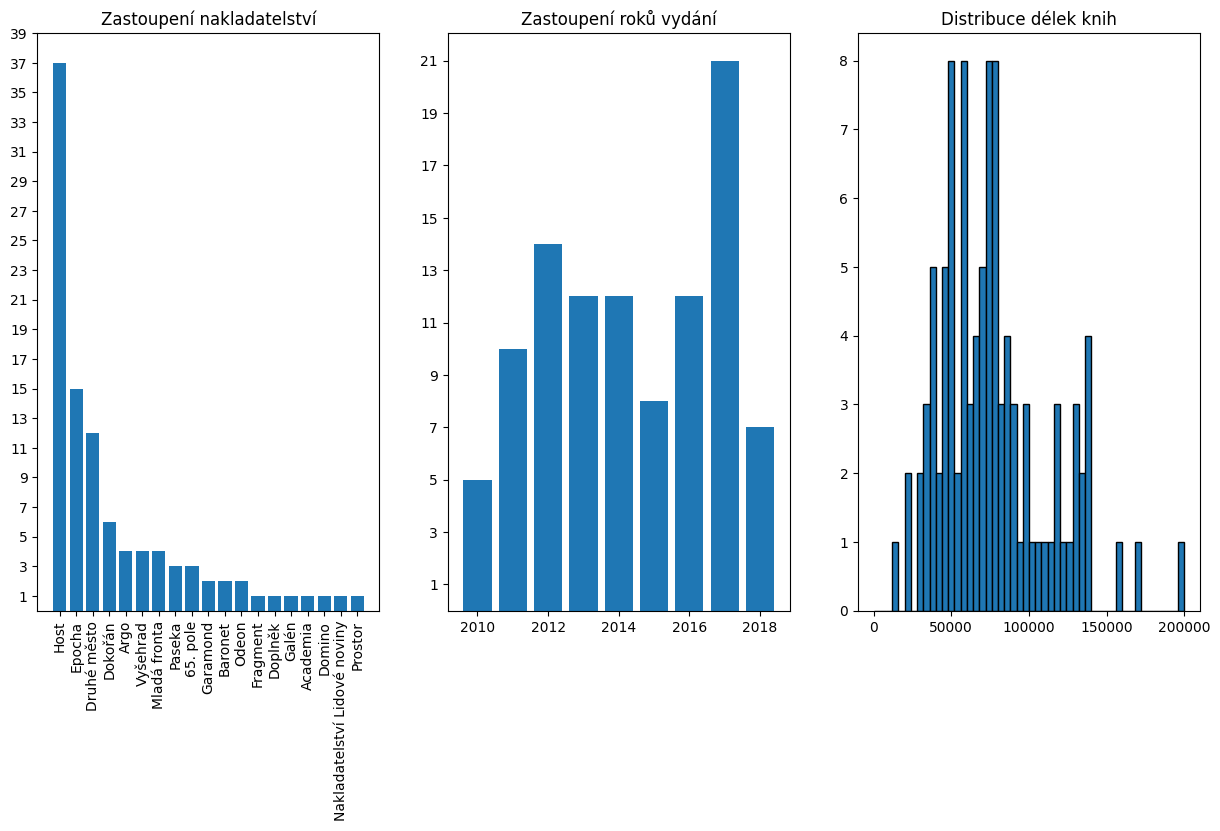 Zastoupení nakladatelství
39
37
35
33
31
29
27
25
23
21
19
17
15
13
11
9
7
5
3
1
Host
Epocha
Druhé město
Dokořán
Argo
Vyšehrad
Mladá fronta
Paseka
65. pole
Garamond
Baronet
Odeon
Fragment
Doplněk
Galén
Academia
Domino
Nakladatelství Lidové noviny
Prostor
Zastoupení roků vydání
21
19
17
15
13
11
9
7
5
3
1
2010 2012 2014 2016 2018
Distribuce délek knih
8
7
6
5
4
3
2
1
0
0 50000 100000 150000 200000